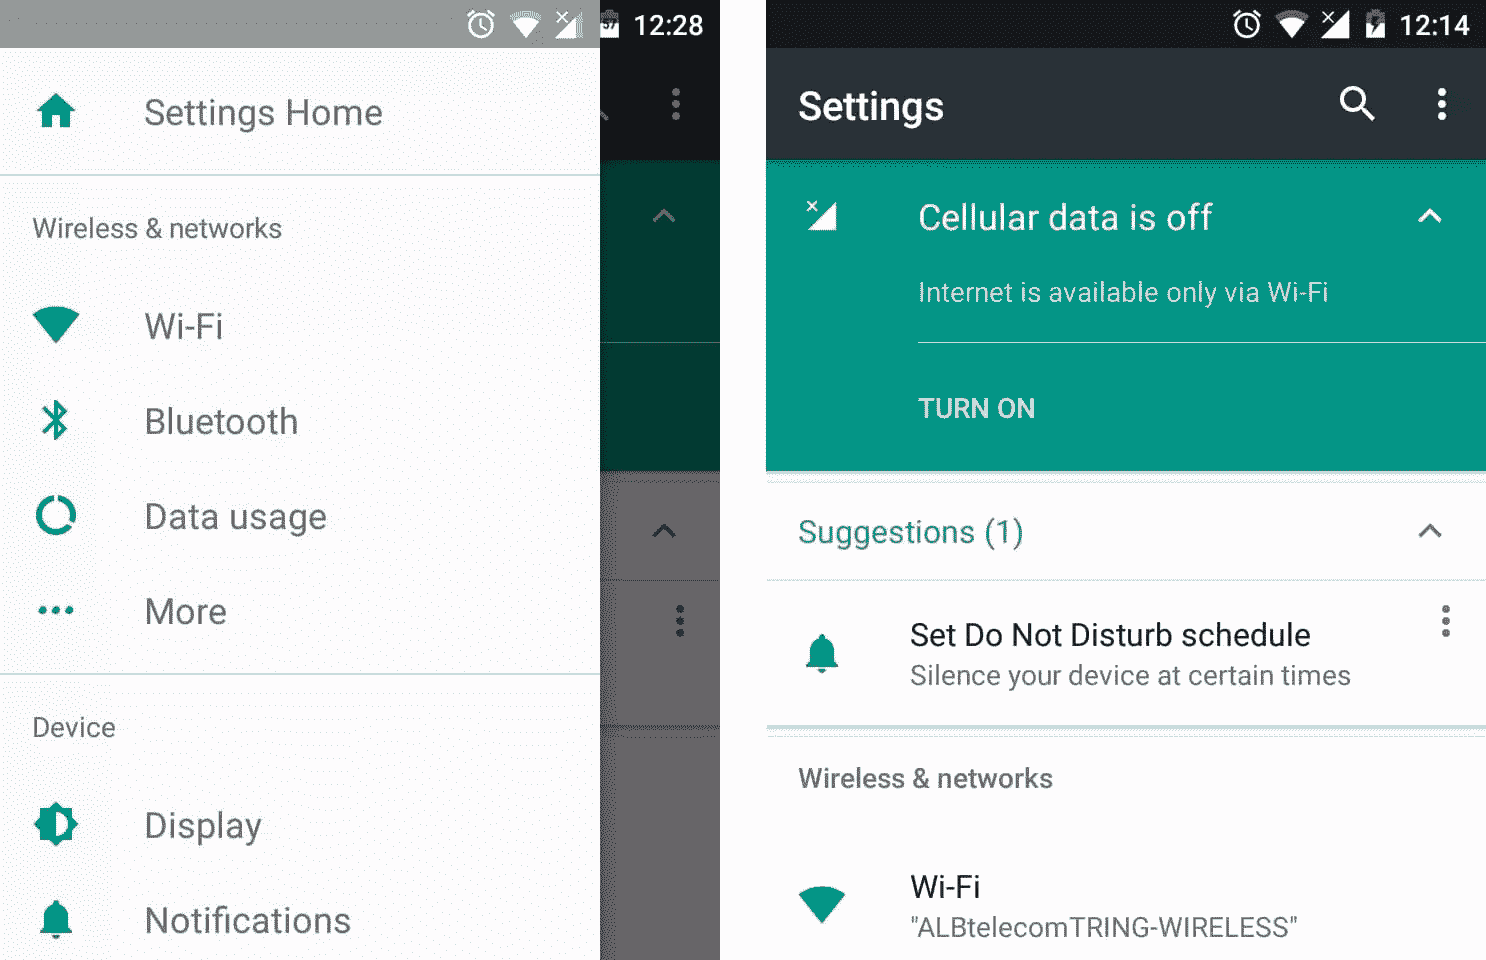 12:28
Settings Home
Wireless & networks
Wi-Fi
Bluetooth
Data usage
More
Device
Display
Notifications
12:14
Settings
Cellular data is off
Internet is available only via Wi-Fi
TURN ON
Suggestions (1)
Set Do Not Disturb schedule
Silence your device at certain times
Wireless & networks
Wi-Fi
"ALBtelecomTRING-WIRELESS"